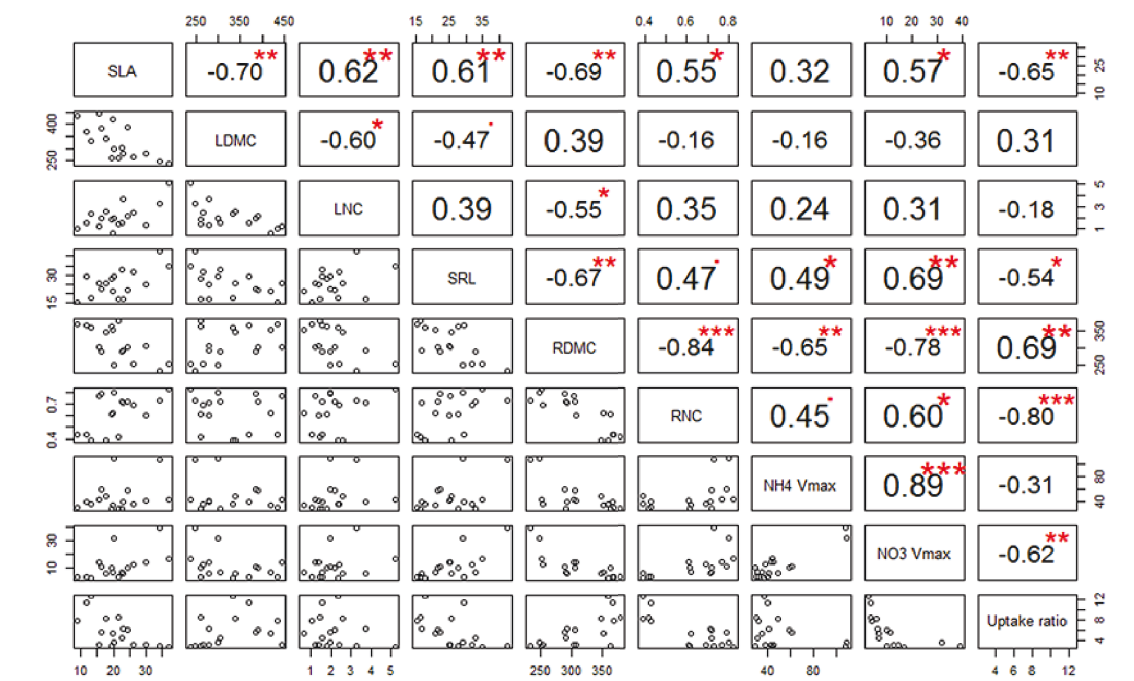 250 350 450 15 25 35 0.4 0.6 0.8 10 20 30 40
SLA -0.70 ** 0.62 ** 0.61 ** -0.69 ** 0.55 * 0.32 0.57 * -0.65 ** 10 25
250 400 LDMC -0.60 * -0.47 . 0.39 -0.16 -0.16 -0.36 0.31
LNC 0.39 -0.55 * 0.35 0.24 0.31 -0.18 1 3 5
15 30 SRL -0.67 ** 0.47 . 0.49 * 0.69 ** -0.54 *
RDMC -0.84 *** -0.65 ** -0.78 *** 0.69 ** 250 350
0.4 0.7 RNC 0.45 . 0.60 * -0.80 ***
NH4 Vmax 0.89 *** -0.31 40 80
10 30 NO3 Vmax -0.62 **
Uptake ratio 4 8 12
10 20 30 1 2 3 4 5 250 300 350 40 80 4 6 8 12